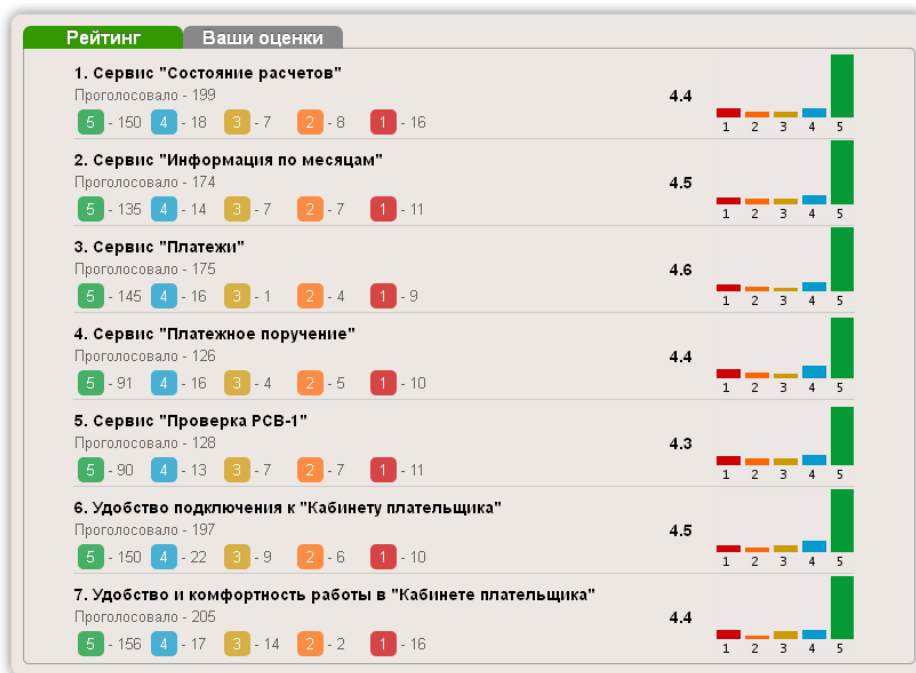 Рейтинг Ваши оценки
1. Сервис "Состояние расчетов"
Проголосовало - 199
4.4
5 - 150 4 - 18 3 - 7 2 - 8 1 - 16
1 2 3 4 5
2. Сервис "Информация по месяцам"
Проголосовало - 174
4.5
5 - 135 4 - 14 3 - 7 2 - 7 1 - 11
1 2 3 4 5
3. Сервис "Платежи"
Проголосовало - 175
4.6
5 - 145 4 - 16 3 - 1 2 - 4 1 - 9
1 2 3 4 5
4. Сервис "Платежное поручение"
Проголосовало - 126
4.4
5 - 91 4 - 16 3 - 4 2 - 5 1 - 10
1 2 3 4 5
5. Сервис "Проверка РСВ-1"
Проголосовало - 128
4.3
5 - 90 4 - 13 3 - 7 2 - 7 1 - 11
1 2 3 4 5
6. Удобство подключения к "Кабинету плательщика"
Проголосовало - 197
4.5
5 - 150 4 - 22 3 - 9 2 - 6 1 - 10
1 2 3 4 5
7. Удобство и комфортность работы в "Кабинете плательщика"
Проголосовало - 205
4.4
5 - 156 4 - 17 3 - 14 2 - 2 1 - 16
1 2 3 4 5